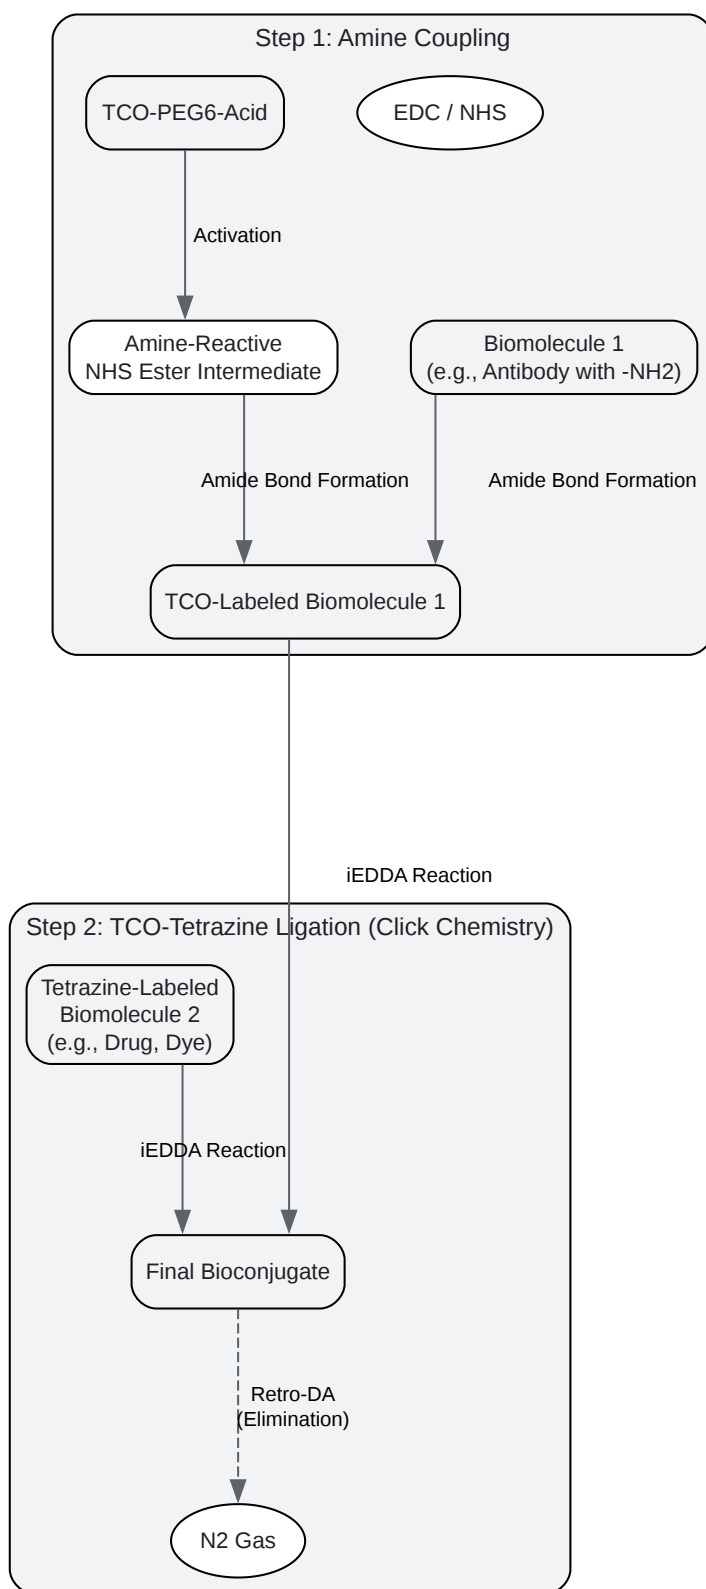 Step 1: Amine Coupling
TCO-PEG6-Acid
EDC / NHS
Activation
Amine-Reactive
NHS Ester Intermediate
Biomolecule 1
(e.g., Antibody with -NH2)
Amide Bond Formation
Amide Bond Formation
TCO-Labeled Biomolecule 1
iEDDA Reaction
Step 2: TCO-Tetrazine Ligation (Click Chemistry)
Tetrazine-Labeled
Biomolecule 2
(e.g., Drug, Dye)
iEDDA Reaction
Final Bioconjugate
Retro-DA
(Elimination)
N2 Gas